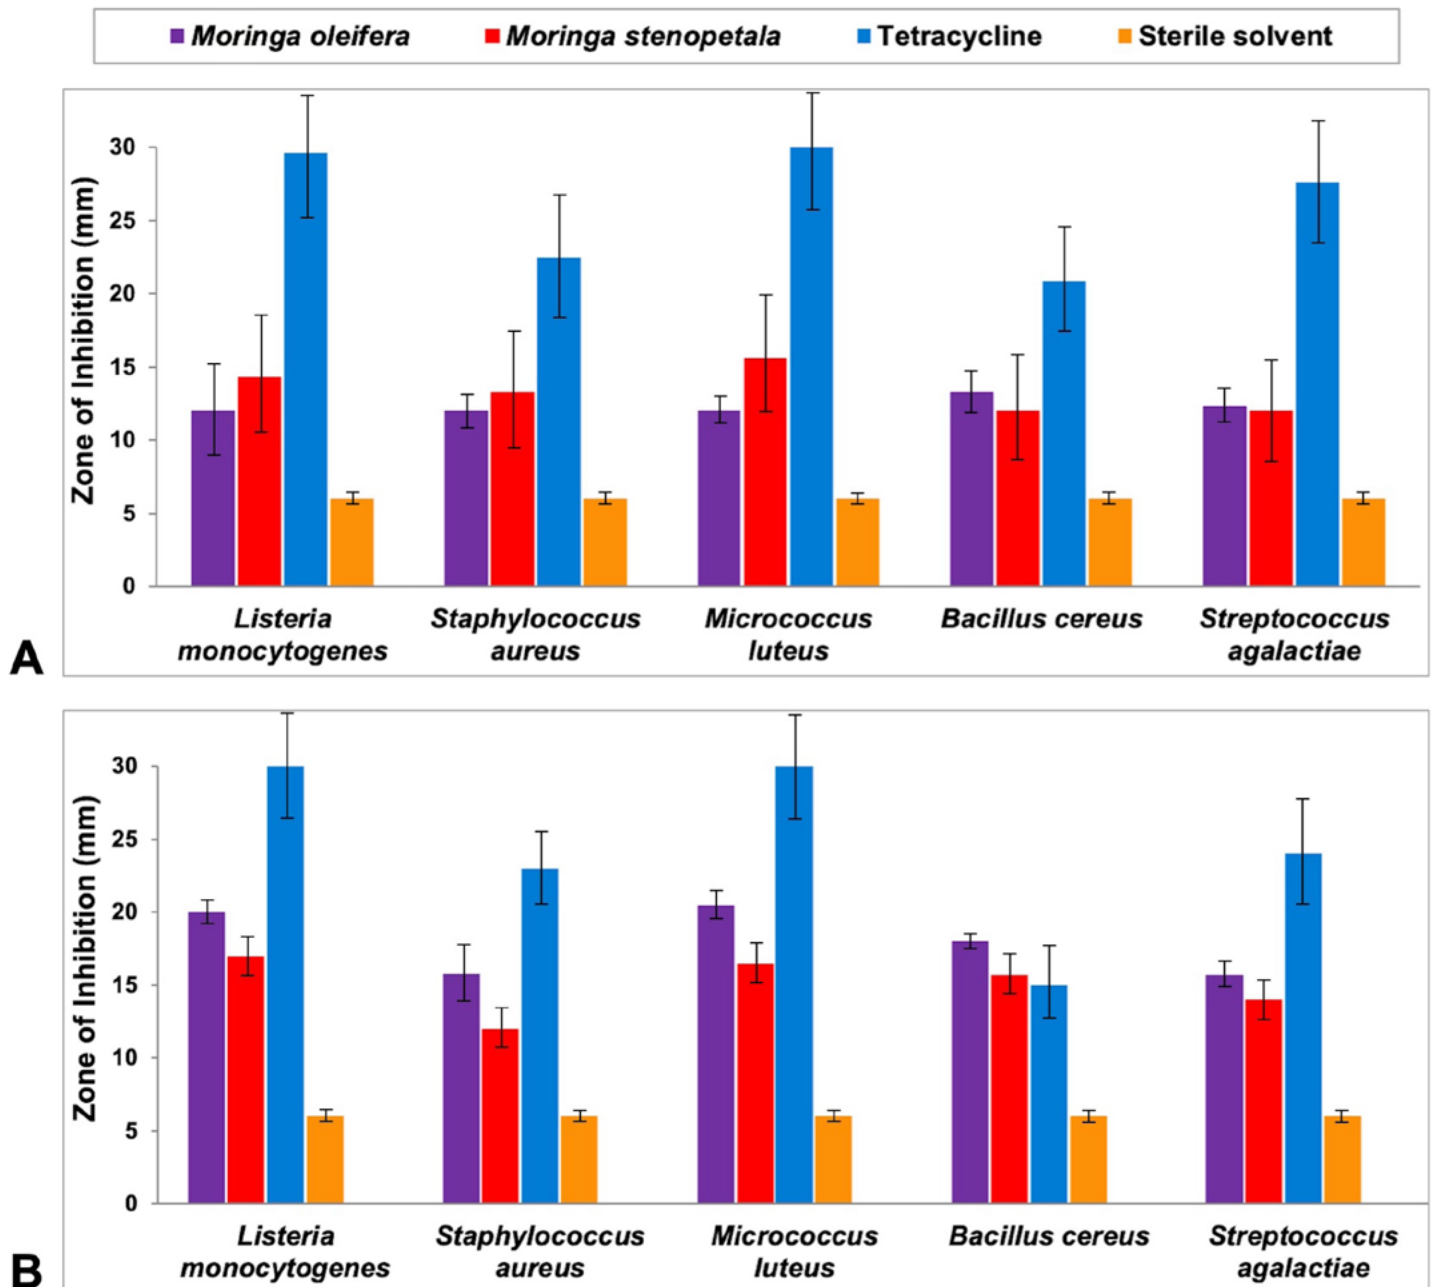 Moringa oleifera Moringa stenopetala Tetracycline Sterile solvent
Zone of Inhibition (mm)
30
25
20
15
10
5
0
Listeria monocytogenes
Staphylococcus aureus
Micrococcus luteus
Bacillus cereus
Streptococcus agalactiae
A
Zone of Inhibition (mm)
30
25
20
15
10
5
0
Listeria monocytogenes
Staphylococcus aureus
Micrococcus luteus
Bacillus cereus
Streptococcus agalactiae
B